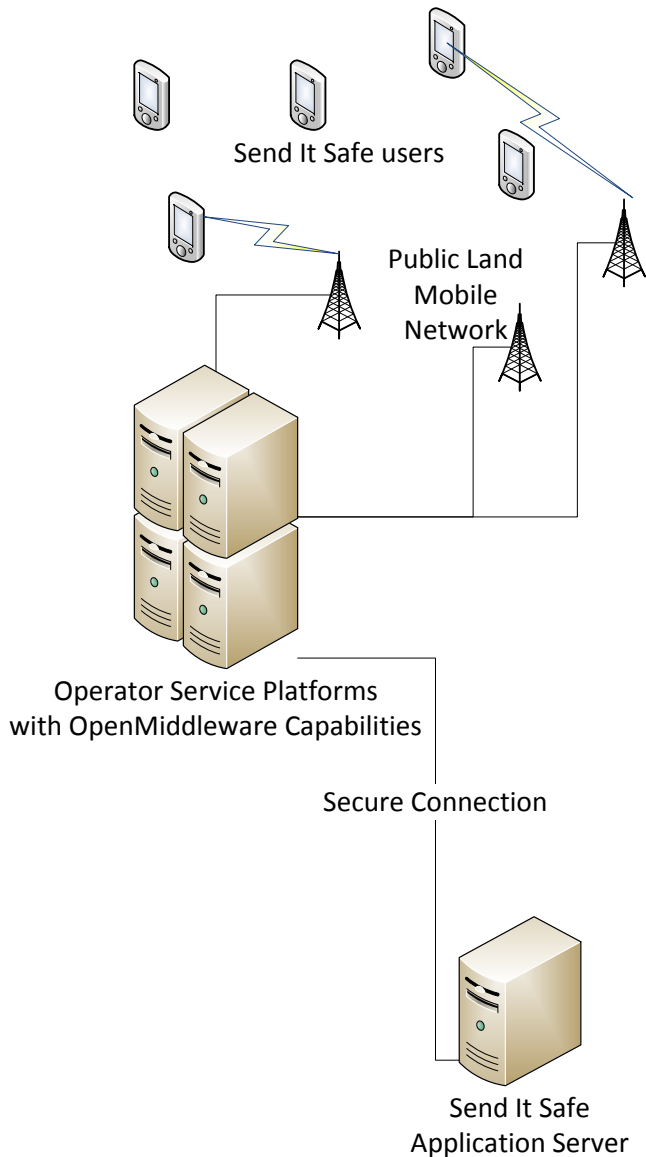 Send It Safe users
Public Land
Mobile
Network
Operator Service Platforms
with OpenMiddleware Capabilities
Secure Connection
Send It Safe
Application Server